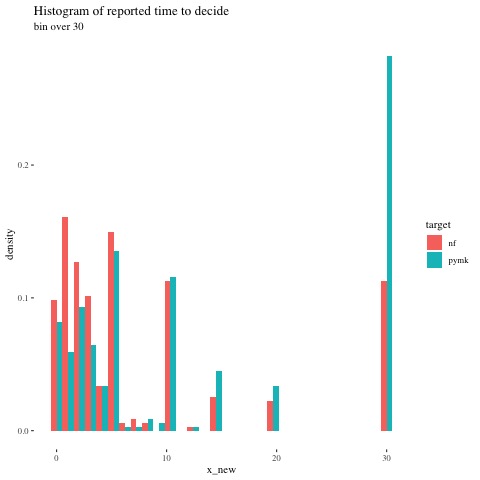 Histogram of reported time to decide
bin over 30
density
0.2
0.1
0.0
0
10
20
30
x_new
target
nf
pymk